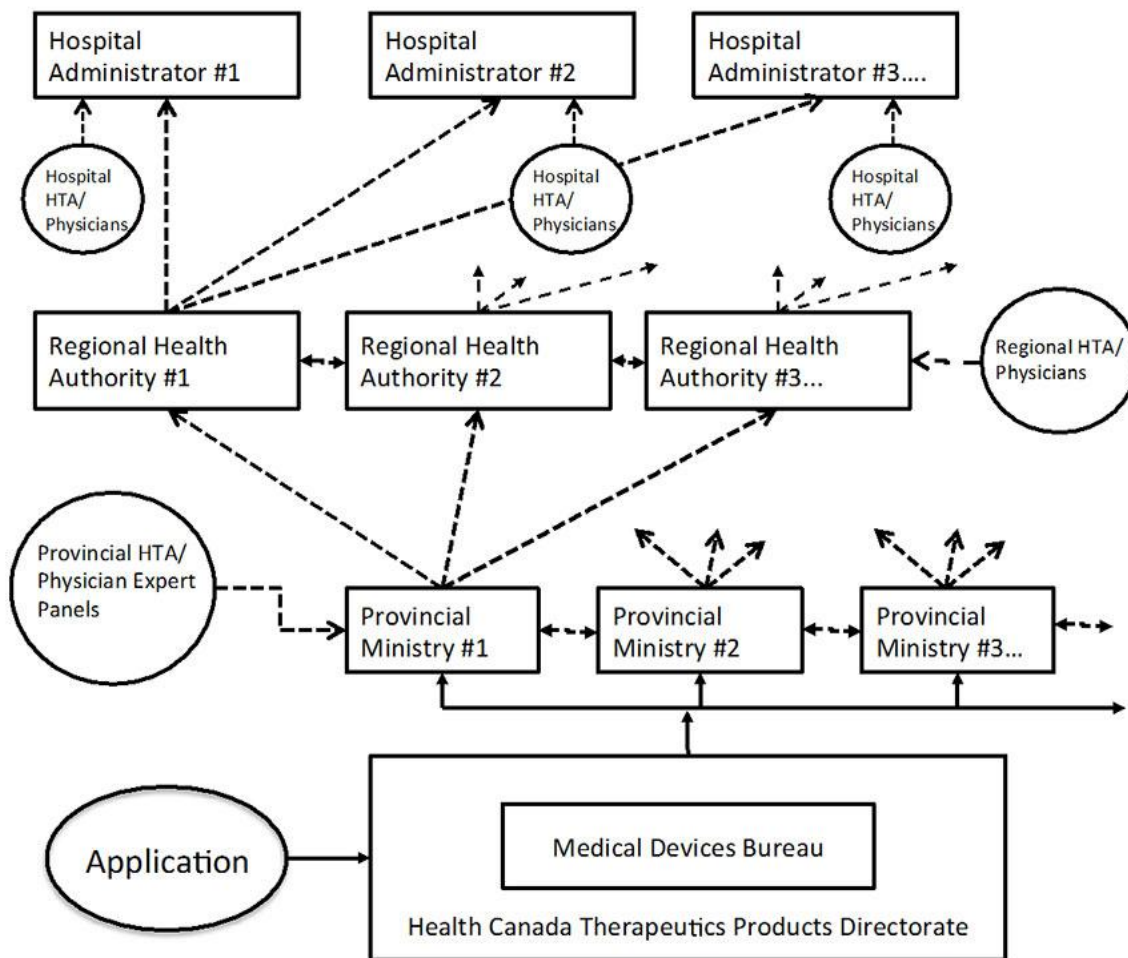 Hospital
Administrator #1
Hospital
Administrator #2
Hospital
Administrator #3....
Hospital
HTA/
Physicians
Hospital
HTA/
Physicians
Hospital
HTA/
Physicians
Regional Health
Authority #1
Regional Health
Authority #2
Regional Health
Authority #3...
Regional HTA/
Physicians
Provincial HTA/
Physician Expert
Panels
Provincial
Ministry #1
Provincial
Ministry #2
Provincial
Ministry #3...
Application
Medical Devices Bureau
Health Canada Therapeutics Products Directorate